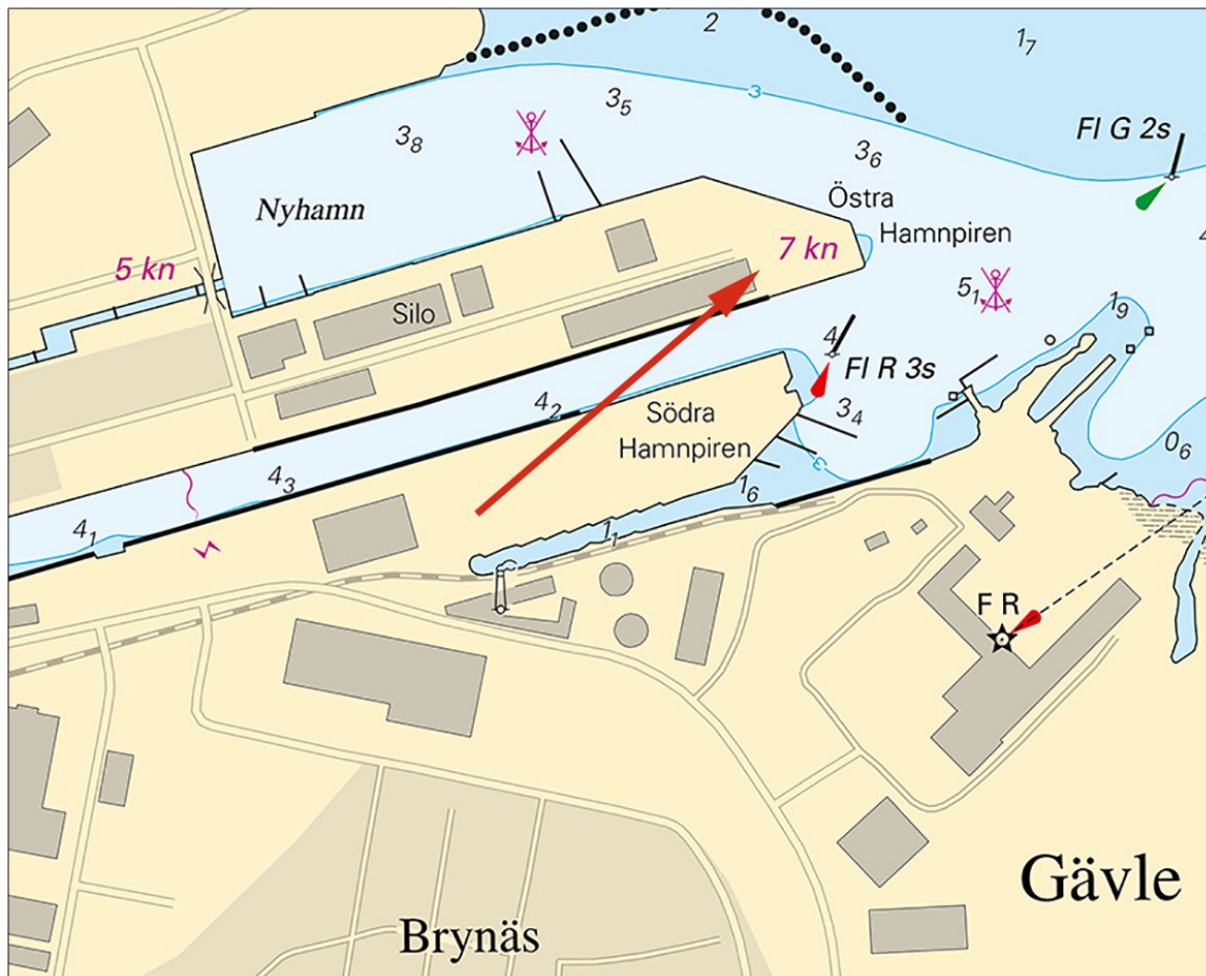 2
1₇
3₅
3
Fl G 2s
3₈
3₆
Östra
Hamnpiren
Nyhamn
7 kn
5 kn
5₁
1₉
Silo
4
Fl R 3s
4₂
3₄
Södra
Hamnpiren
0₆
3
4₃
1₆
4₁
1₁
F R
Gävle
Brynäs